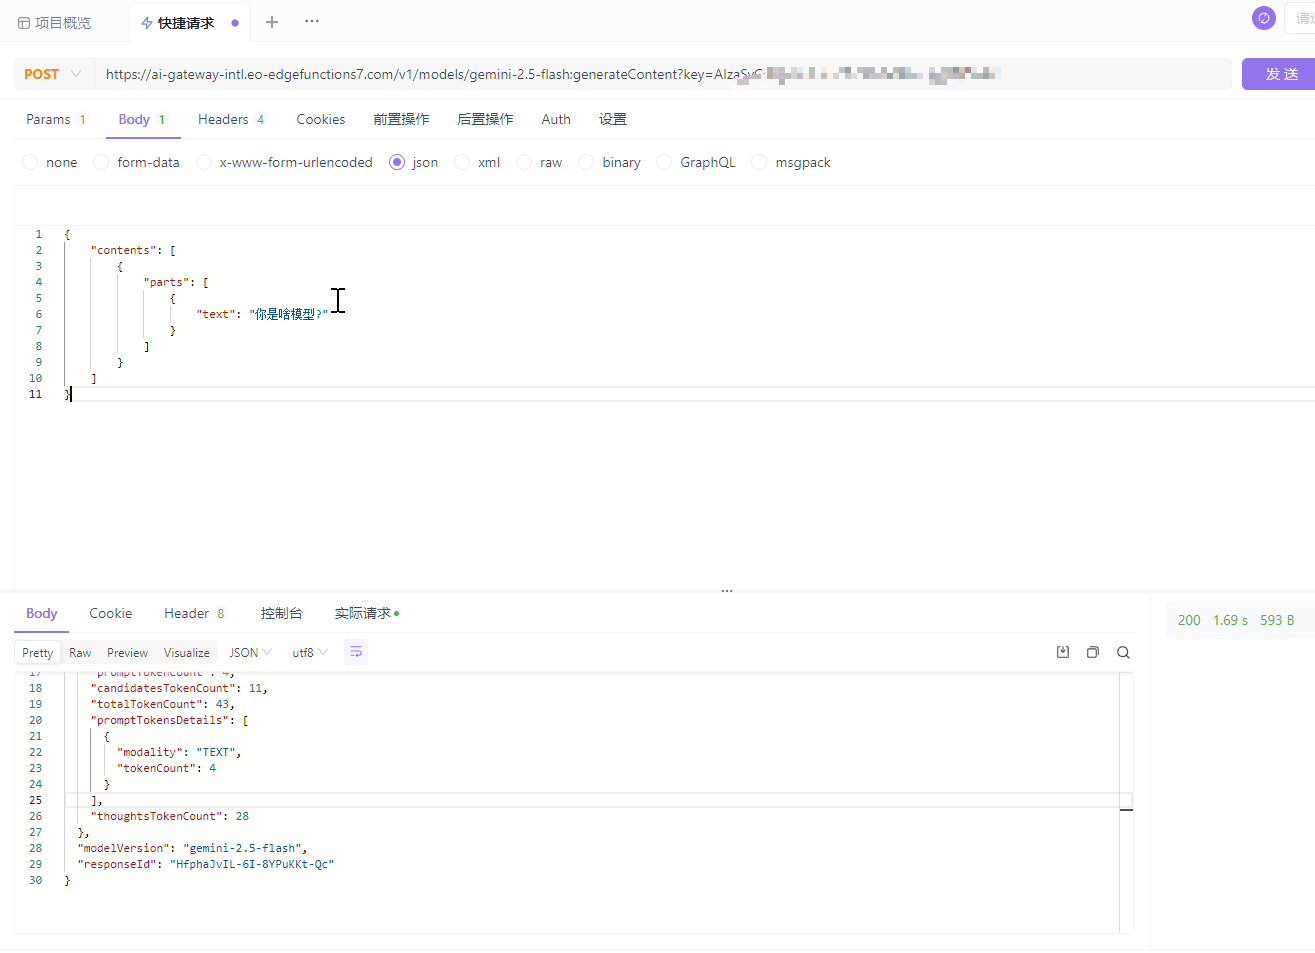 项目概览
快捷请求
POST
https://ai-gateway-intl.eo-edgefunctions7.com/v1/models/gemini-2.5-flash:generateContent?key=AIzaSyC
发 送
Params 1
Body 1
Headers 4
Cookies
前置操作
后置操作
Auth
设置
none
form-data
x-www-form-urlencoded
json
xml
raw
binary
GraphQL
msgpack
1 {
2 "contents": [
3 {
4 "parts": [
5 {
6 "text": "你是啥模型?"
7 }
8 ]
9 }
10 ]
11 }
Body
Cookie
Header 8
控制台
实际请求
200 1.69 s 593 B
Pretty
Raw
Preview
Visualize
JSON
utf8
17 "promptTokenCount": 4,
18 "candidatesTokenCount": 11,
19 "totalTokenCount": 43,
20 "promptTokensDetails": [
21 {
22 "modality": "TEXT",
23 "tokenCount": 4
24 }
25 ],
26 "thoughtsTokenCount": 28
27 },
28 "modelVersion": "gemini-2.5-flash",
29 "responseId": "HfphaJvIL-6I-8YPuKKt-Qc"
30 }